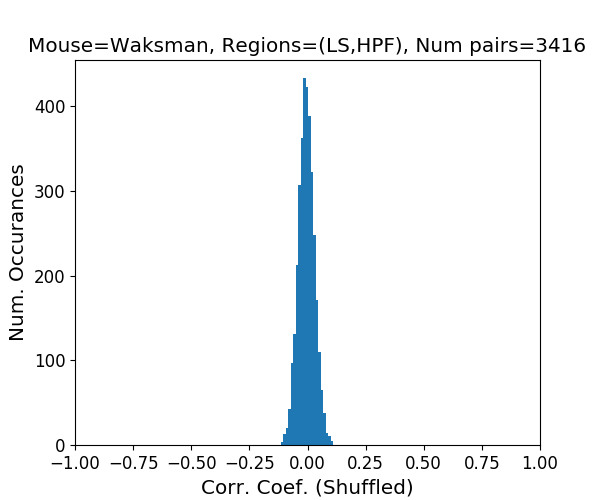 Mouse=Waksman, Regions=(LS,HPF), Num pairs=3416
Num. Occurances
400
300
200
100
0
−1.00 −0.75 −0.50 −0.25 0.00 0.25 0.50 0.75 1.00
Corr. Coef. (Shuffled)